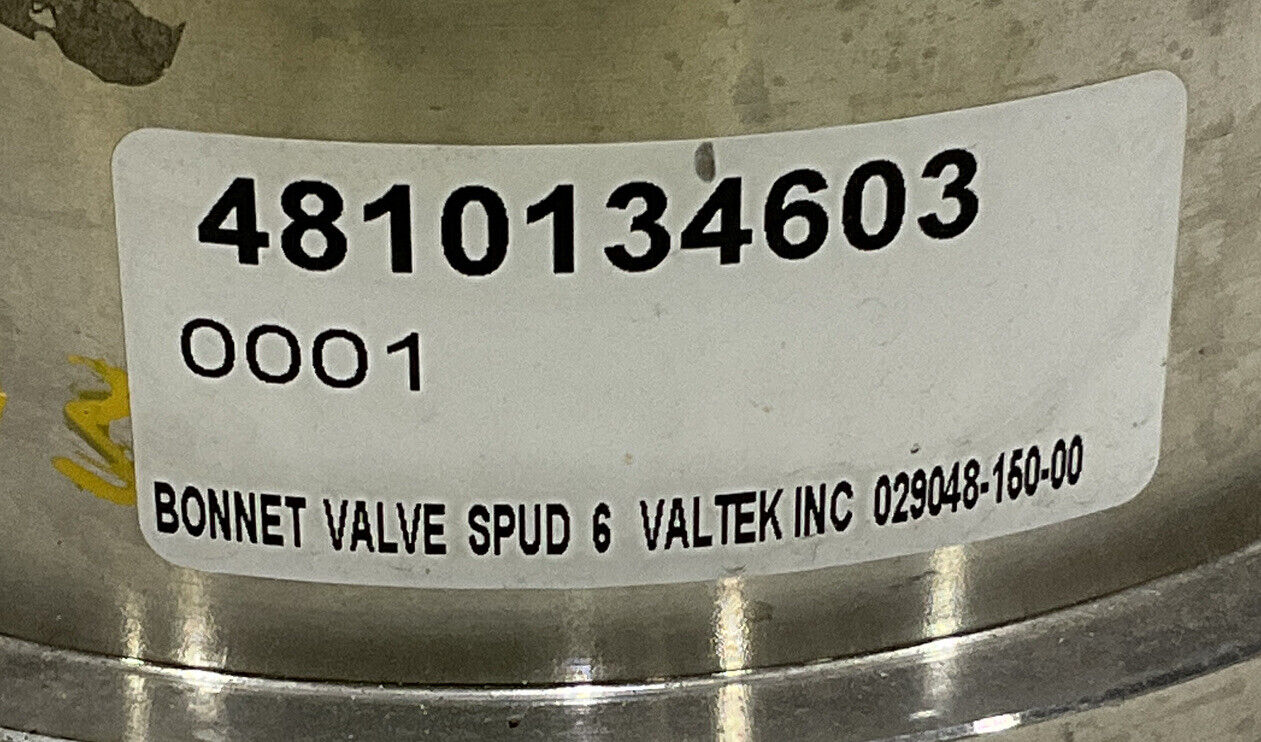 4810134603
0001
BONNET VALVE SPUD 6 VALTEK INC 029048-150-00